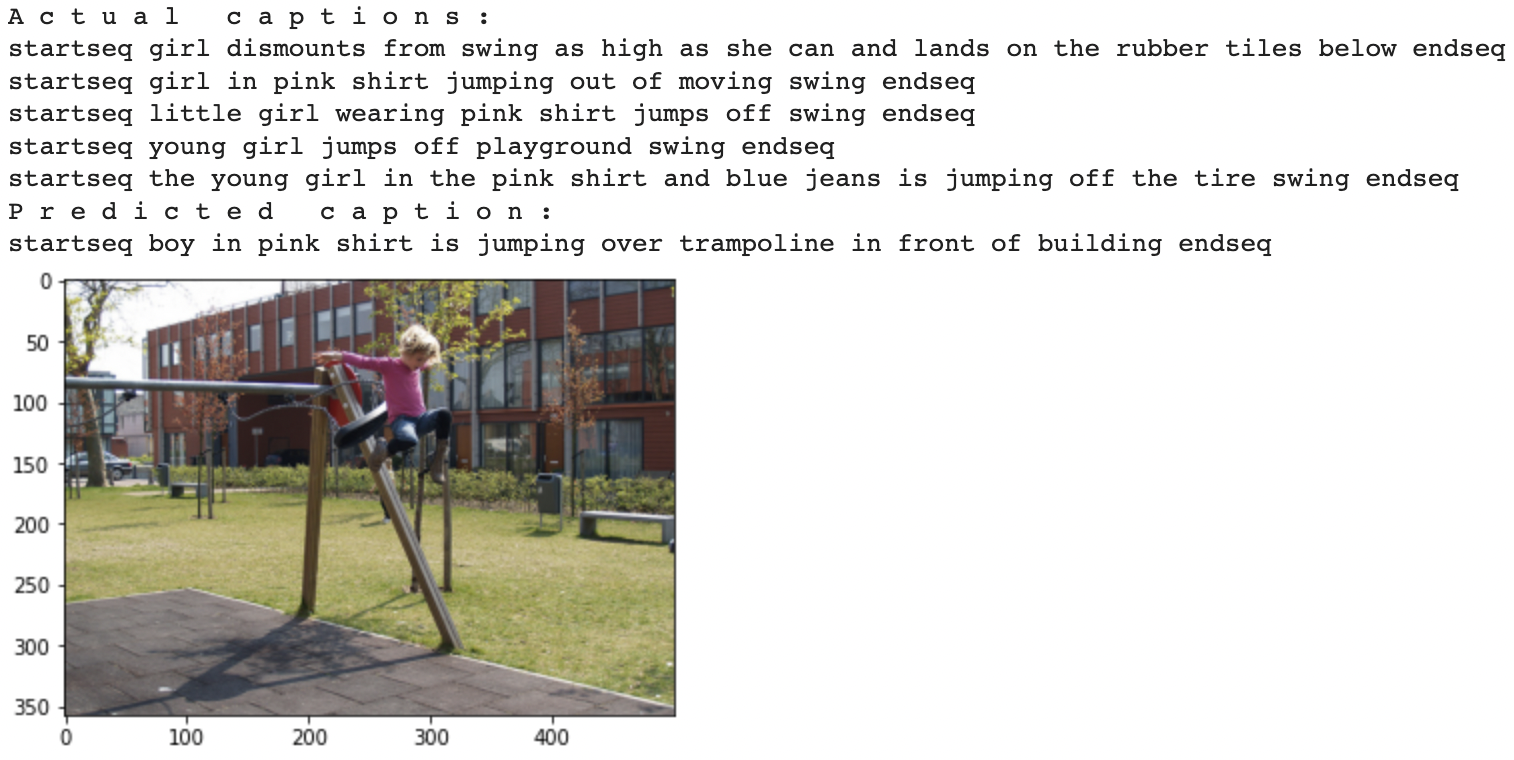 Actual captions:
startseq girl dismounts from swing as high as she can and lands on the rubber tiles below endseq
startseq girl in pink shirt jumping out of moving swing endseq
startseq little girl wearing pink shirt jumps off swing endseq
startseq young girl jumps off playground swing endseq
startseq the young girl in the pink shirt and blue jeans is jumping off the tire swing endseq
Predicted caption:
startseq boy in pink shirt is jumping over trampoline in front of building endseq
0
50
100
150
200
250
300
350
0 100 200 300 400